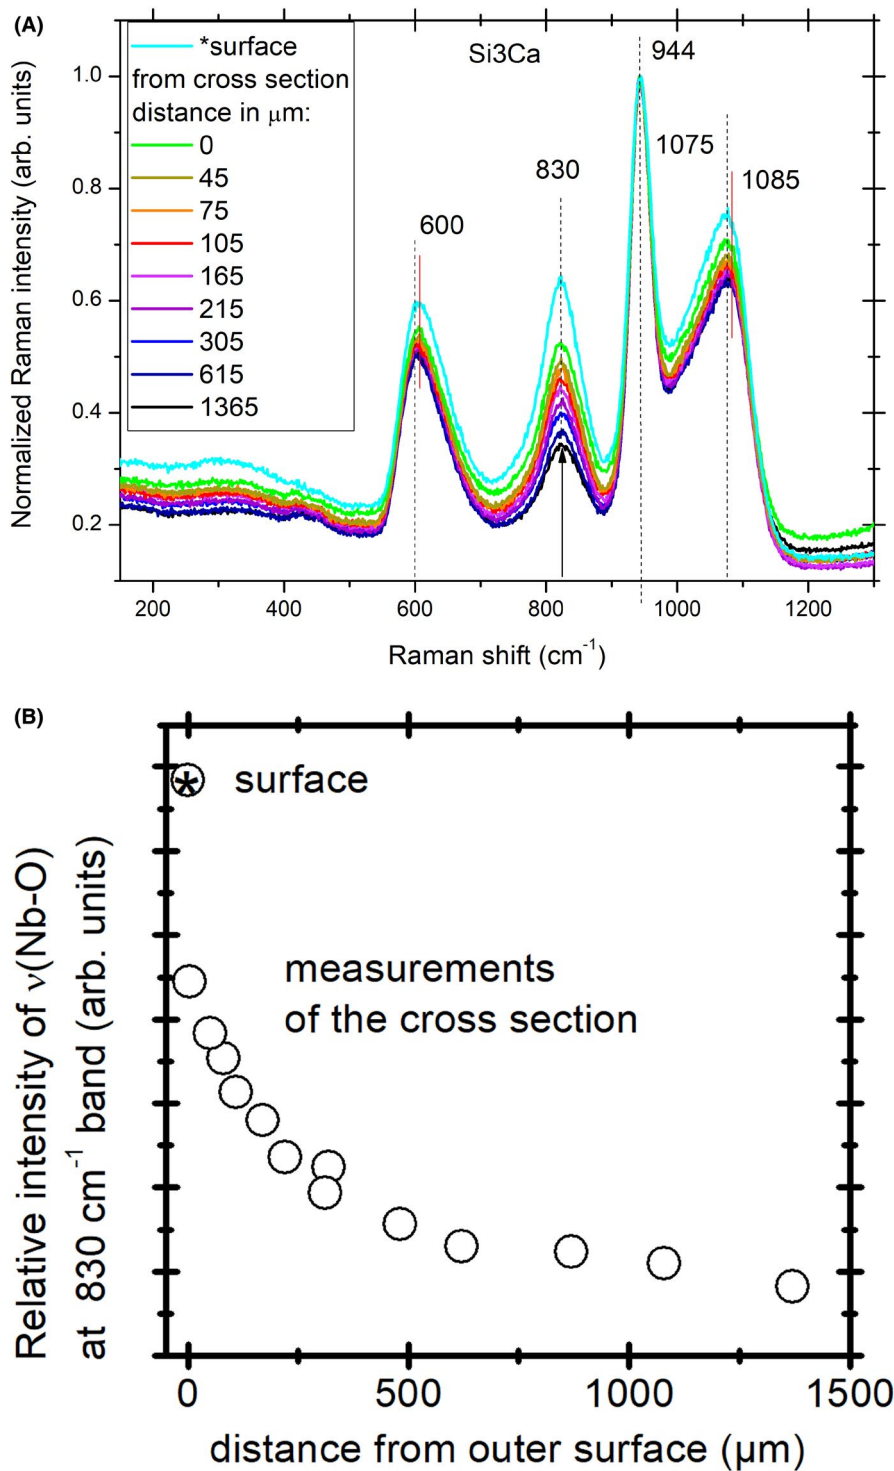 (A)
*surface
from cross section
distance in μm:
0
45
75
105
165
215
305
615
1365
Si3Ca
944
1075
1085
830
600
Normalized Raman intensity (arb. units)
1.0
0.8
0.6
0.4
0.2
200 400 600 800 1000 1200
Raman shift (cm⁻¹)
(B)
* surface
measurements
of the cross section
Relative intensity of ν(Nb-O)
at 830 cm⁻¹ band (arb. units)
0 500 1000 1500
distance from outer surface (μm)